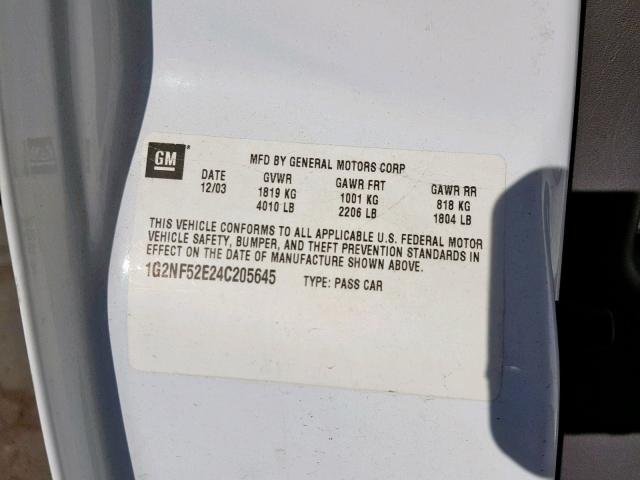 GM
MFD BY GENERAL MOTORS CORP
DATE GVWR GAWR FRT GAWR RR
12/03 1819 KG 1001 KG 818 KG
4010 LB 2206 LB 1804 LB
THIS VEHICLE CONFORMS TO ALL APPLICABLE U.S. FEDERAL MOTOR
VEHICLE SAFETY, BUMPER, AND THEFT PREVENTION STANDARDS IN
EFFECT ON THE DATE OF MANUFACTURE SHOWN ABOVE.
1G2NF52E24C205645 TYPE: PASS CAR